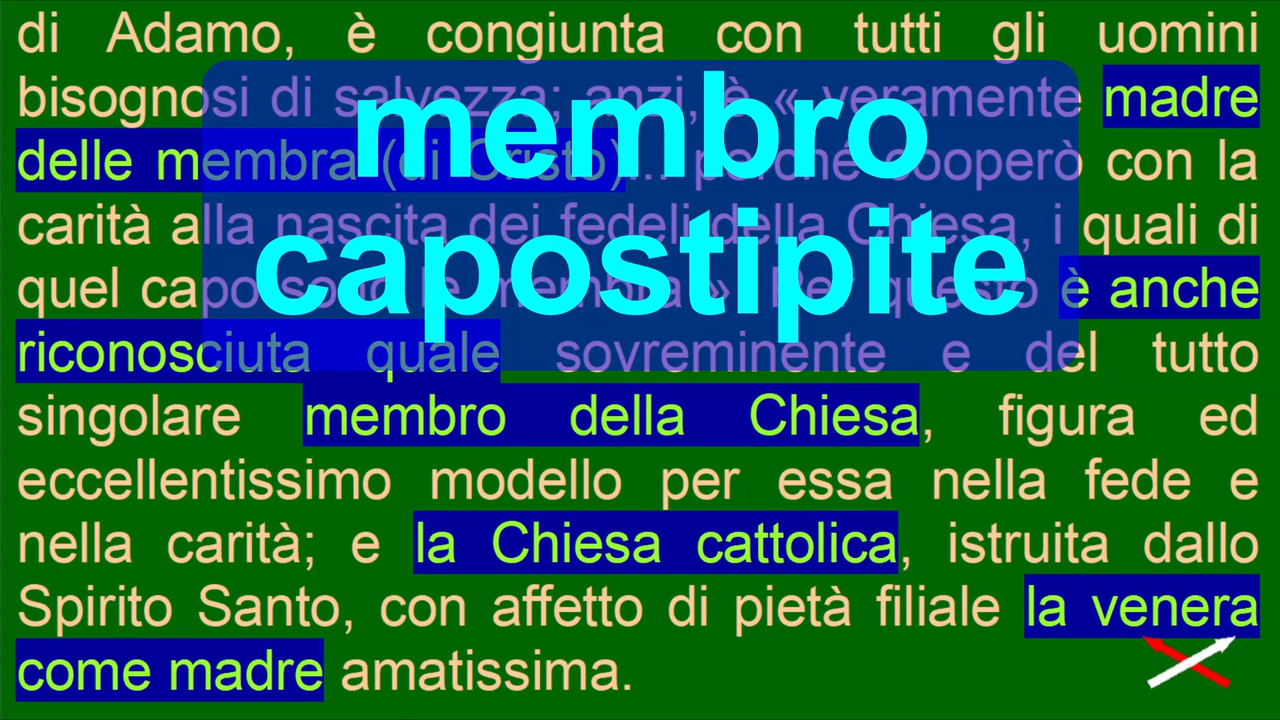 di Adamo, è congiunta con tutti gli uomini
bisognosi di salvezza; anzi, è « veramente madre
delle membra (di Cristo)... perché cooperò con la
carità alla nascita dei fedeli della Chiesa, i quali di
quel capo sono le membra ». Per questo è anche
riconosciuta quale sovreminente e del tutto
singolare membro della Chiesa, figura ed
eccellentissimo modello per essa nella fede e
nella carità; e la Chiesa cattolica, istruita dallo
Spirito Santo, con affetto di pietà filiale la venera
come madre amatissima.
membro
capostipite